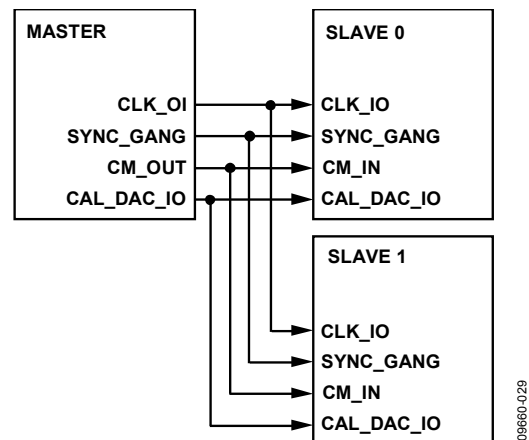 MASTER
CLK_OI
SYNC_GANG
CM_OUT
CAL_DAC_IO
SLAVE 0
CLK_IO
SYNC_GANG
CM_IN
CAL_DAC_IO
SLAVE 1
CLK_IO
SYNC_GANG
CM_IN
CAL_DAC_IO
09660-029